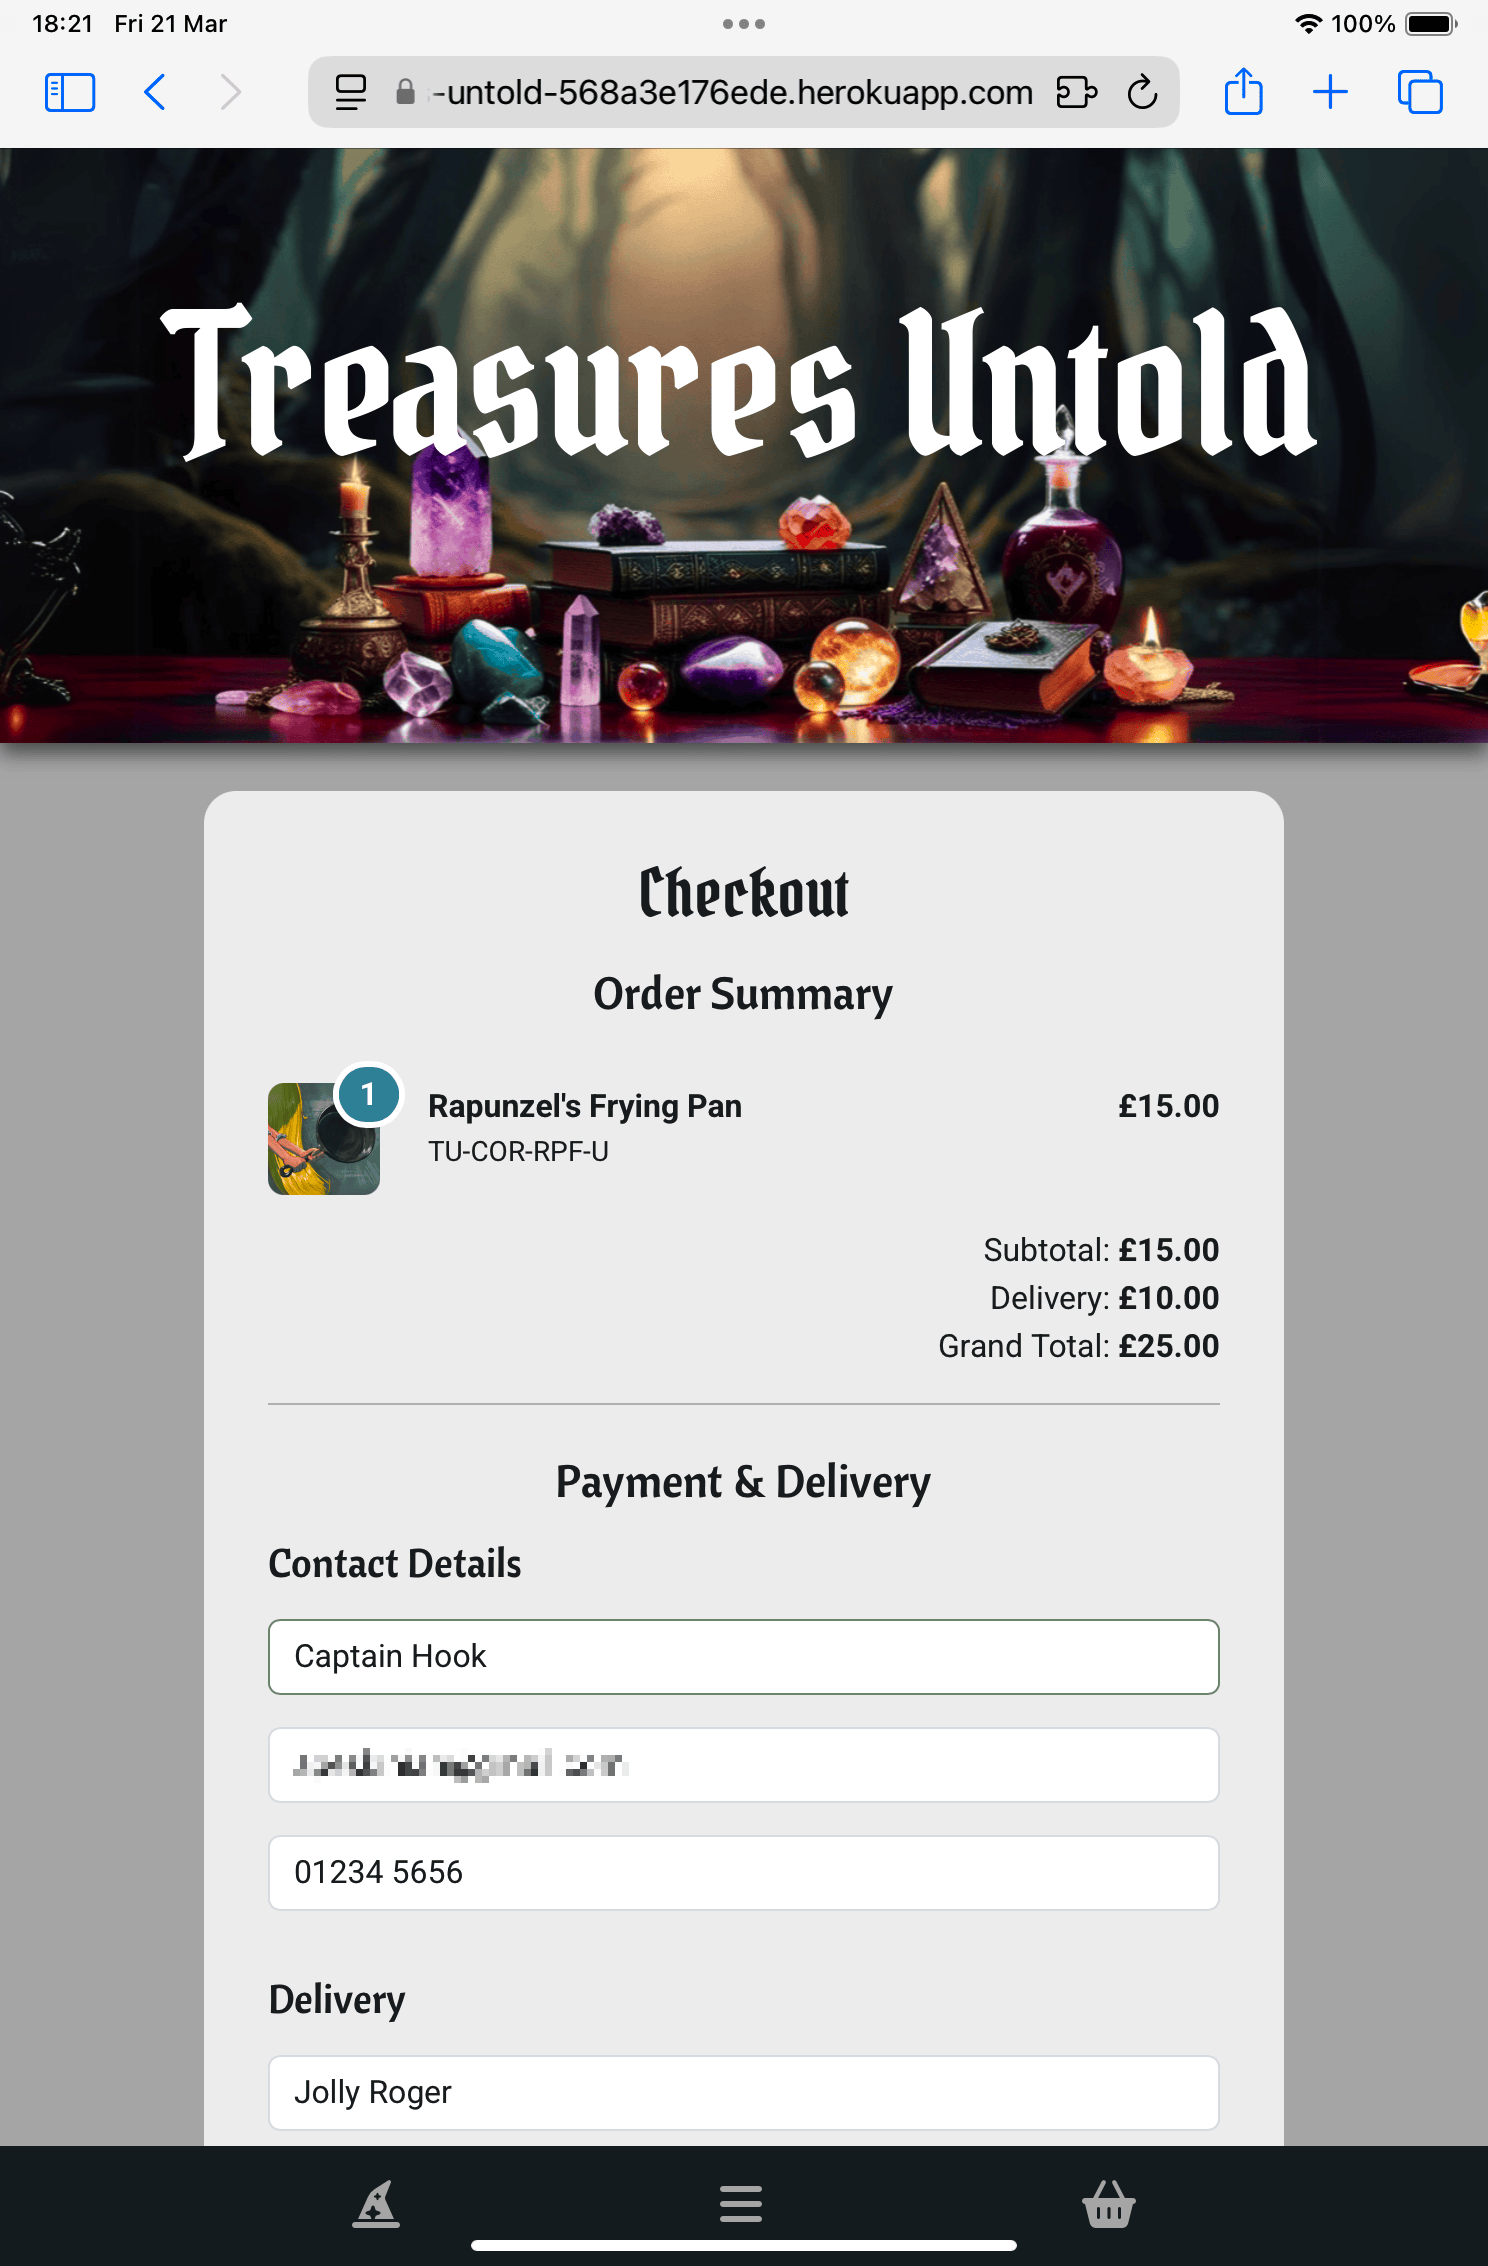 18:21 Fri 21 Mar
100%
-untold-568a3e176ede.herokuapp.com
Treasures Untold
Checkout
Order Summary
1
Rapunzel's Frying Pan
£15.00
TU-COR-RPF-U
Subtotal: £15.00
Delivery: £10.00
Grand Total: £25.00
Payment & Delivery
Contact Details
Captain Hook
01234 5656
Delivery
Jolly Roger